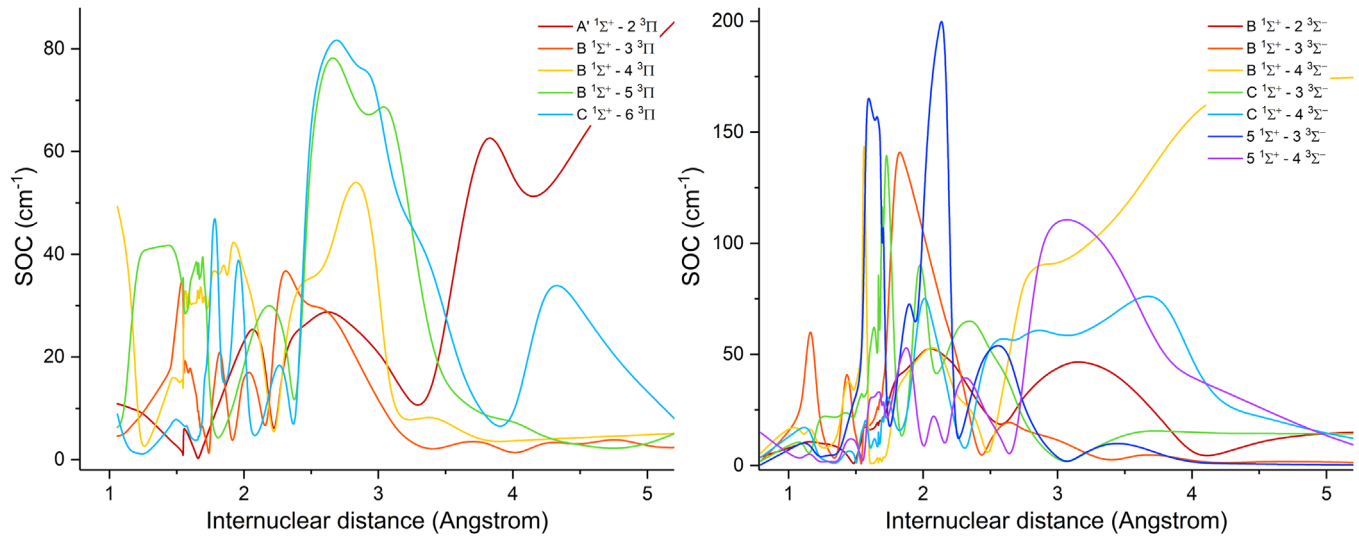 80
60
40
20
0
SOC (cm⁻¹)
A' ¹Σ⁺ - 2 ³Π
B ¹Σ⁺ - 3 ³Π
B ¹Σ⁺ - 4 ³Π
B ¹Σ⁺ - 5 ³Π
C ¹Σ⁺ - 6 ³Π
1 2 3 4 5
Internuclear distance (Angstrom)
200
150
100
50
0
SOC (cm⁻¹)
B ¹Σ⁺ - 2 ³Σ⁻
B ¹Σ⁺ - 3 ³Σ⁻
B ¹Σ⁺ - 4 ³Σ⁻
C ¹Σ⁺ - 3 ³Σ⁻
C ¹Σ⁺ - 4 ³Σ⁻
5 ¹Σ⁺ - 3 ³Σ⁻
5 ¹Σ⁺ - 4 ³Σ⁻
1 2 3 4 5
Internuclear distance (Angstrom)